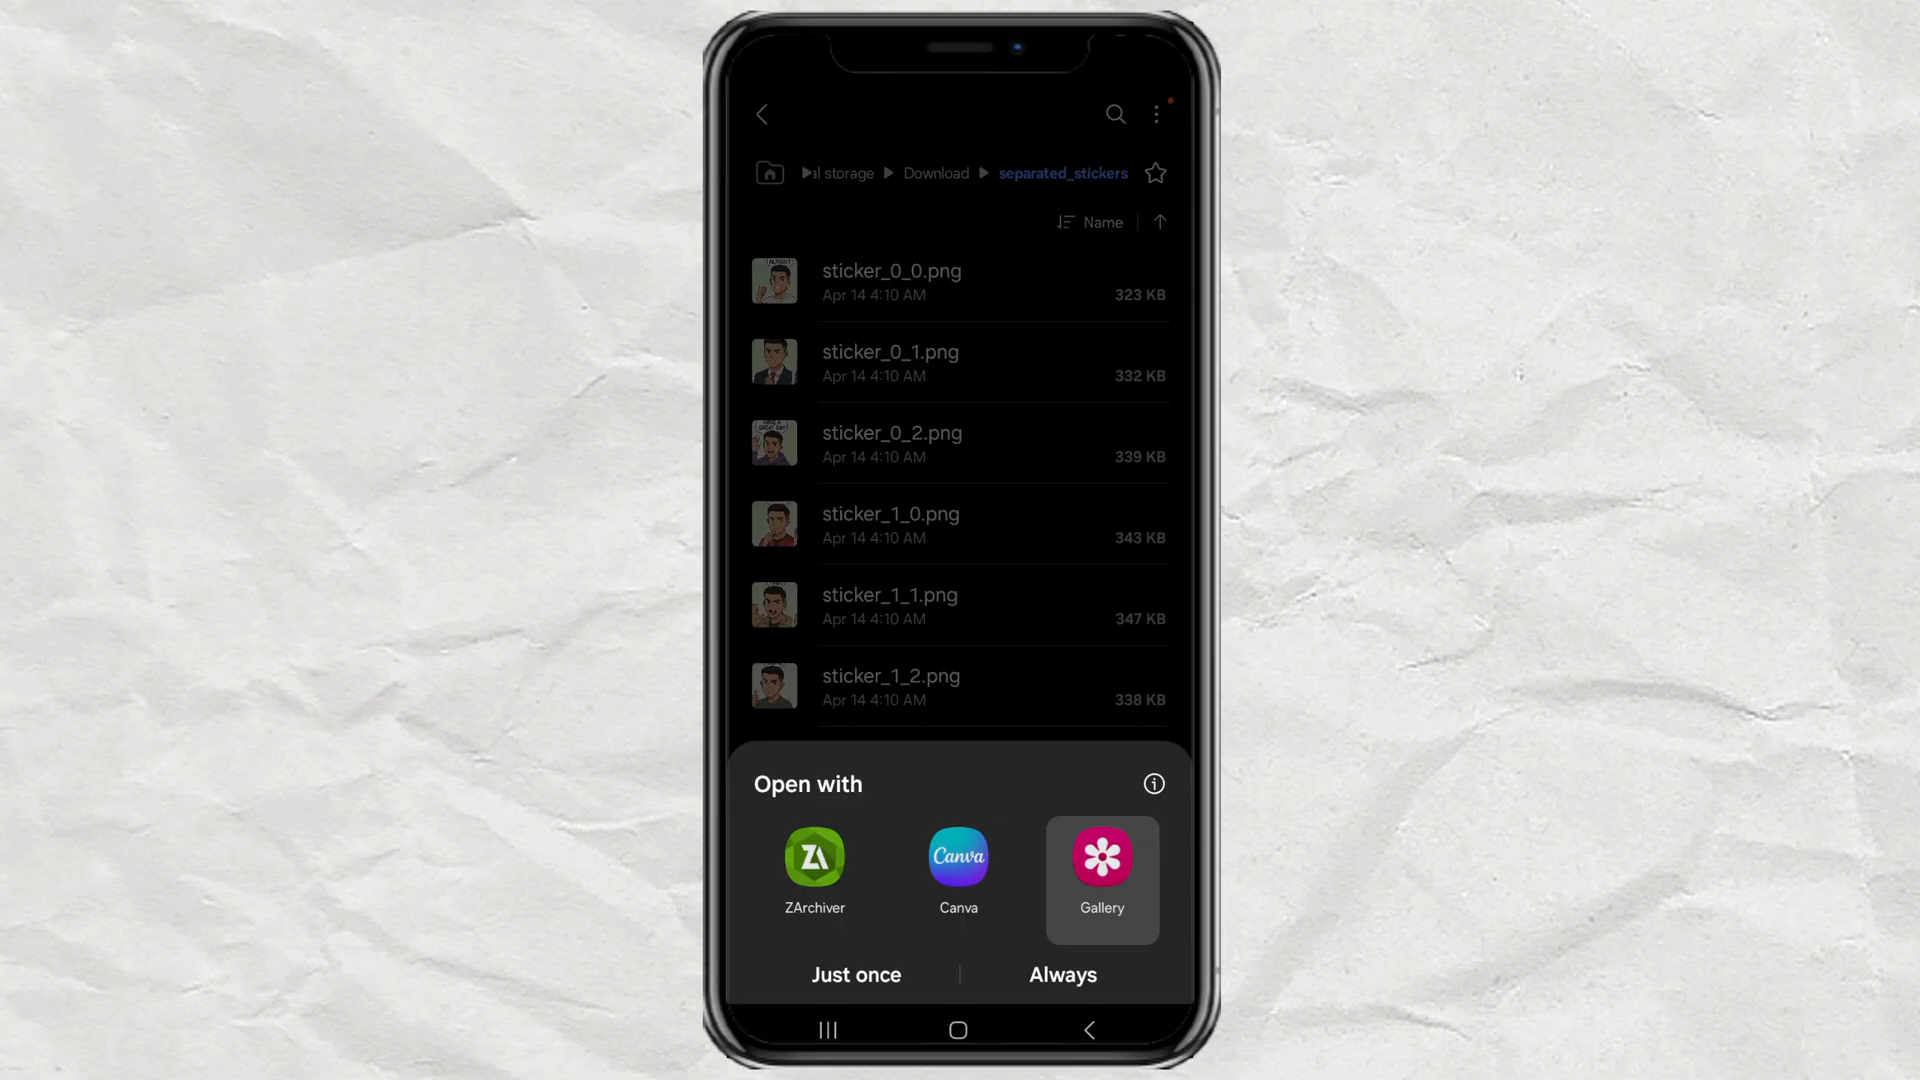 al storage Download separated_stickers
Name
sticker_0_0.png
Apr 14 4:10 AM 323 KB
sticker_0_1.png
Apr 14 4:10 AM 332 KB
sticker_0_2.png
Apr 14 4:10 AM 339 KB
sticker_1_0.png
Apr 14 4:10 AM 343 KB
sticker_1_1.png
Apr 14 4:10 AM 347 KB
sticker_1_2.png
Apr 14 4:10 AM 338 KB
Open with
ZA
Canva
ZArchiver Canva Gallery
Just once Always